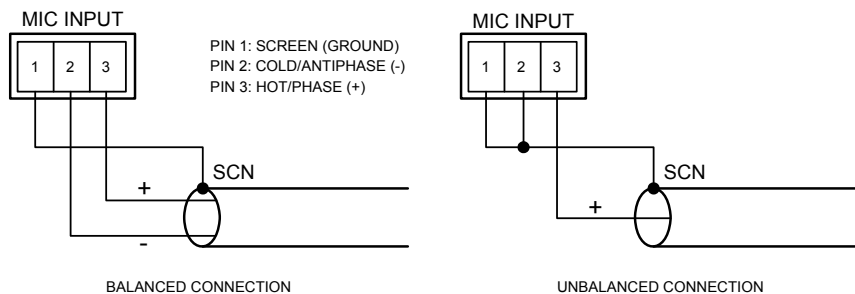 MIC INPUT
1 2 3
PIN 1: SCREEN (GROUND)
PIN 2: COLD/ANTIPHASE (-)
PIN 3: HOT/PHASE (+)
SCN
+
-
BALANCED CONNECTION
MIC INPUT
1 2 3
SCN
+
UNBALANCED CONNECTION